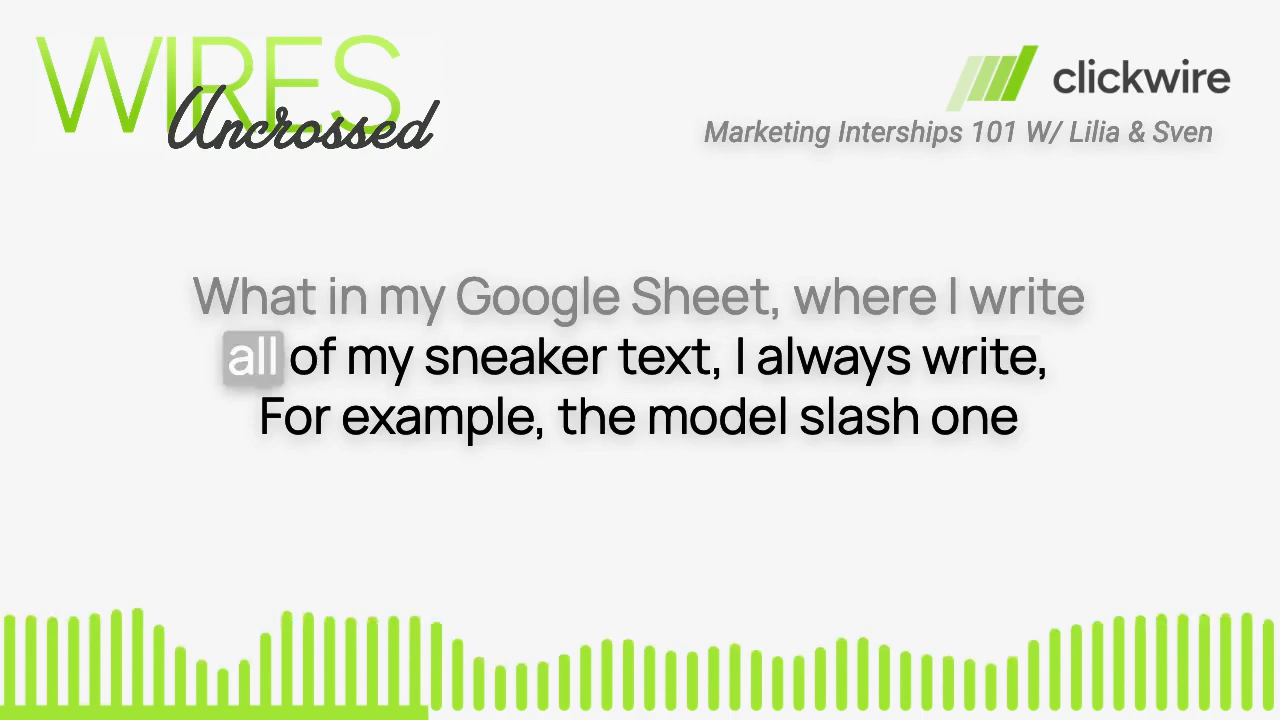 WIRES
Uncrossed
clickwire
Marketing Interships 101 W/ Lilia & Sven
What in my Google Sheet, where I write
all of my sneaker text, I always write,
For example, the model slash one